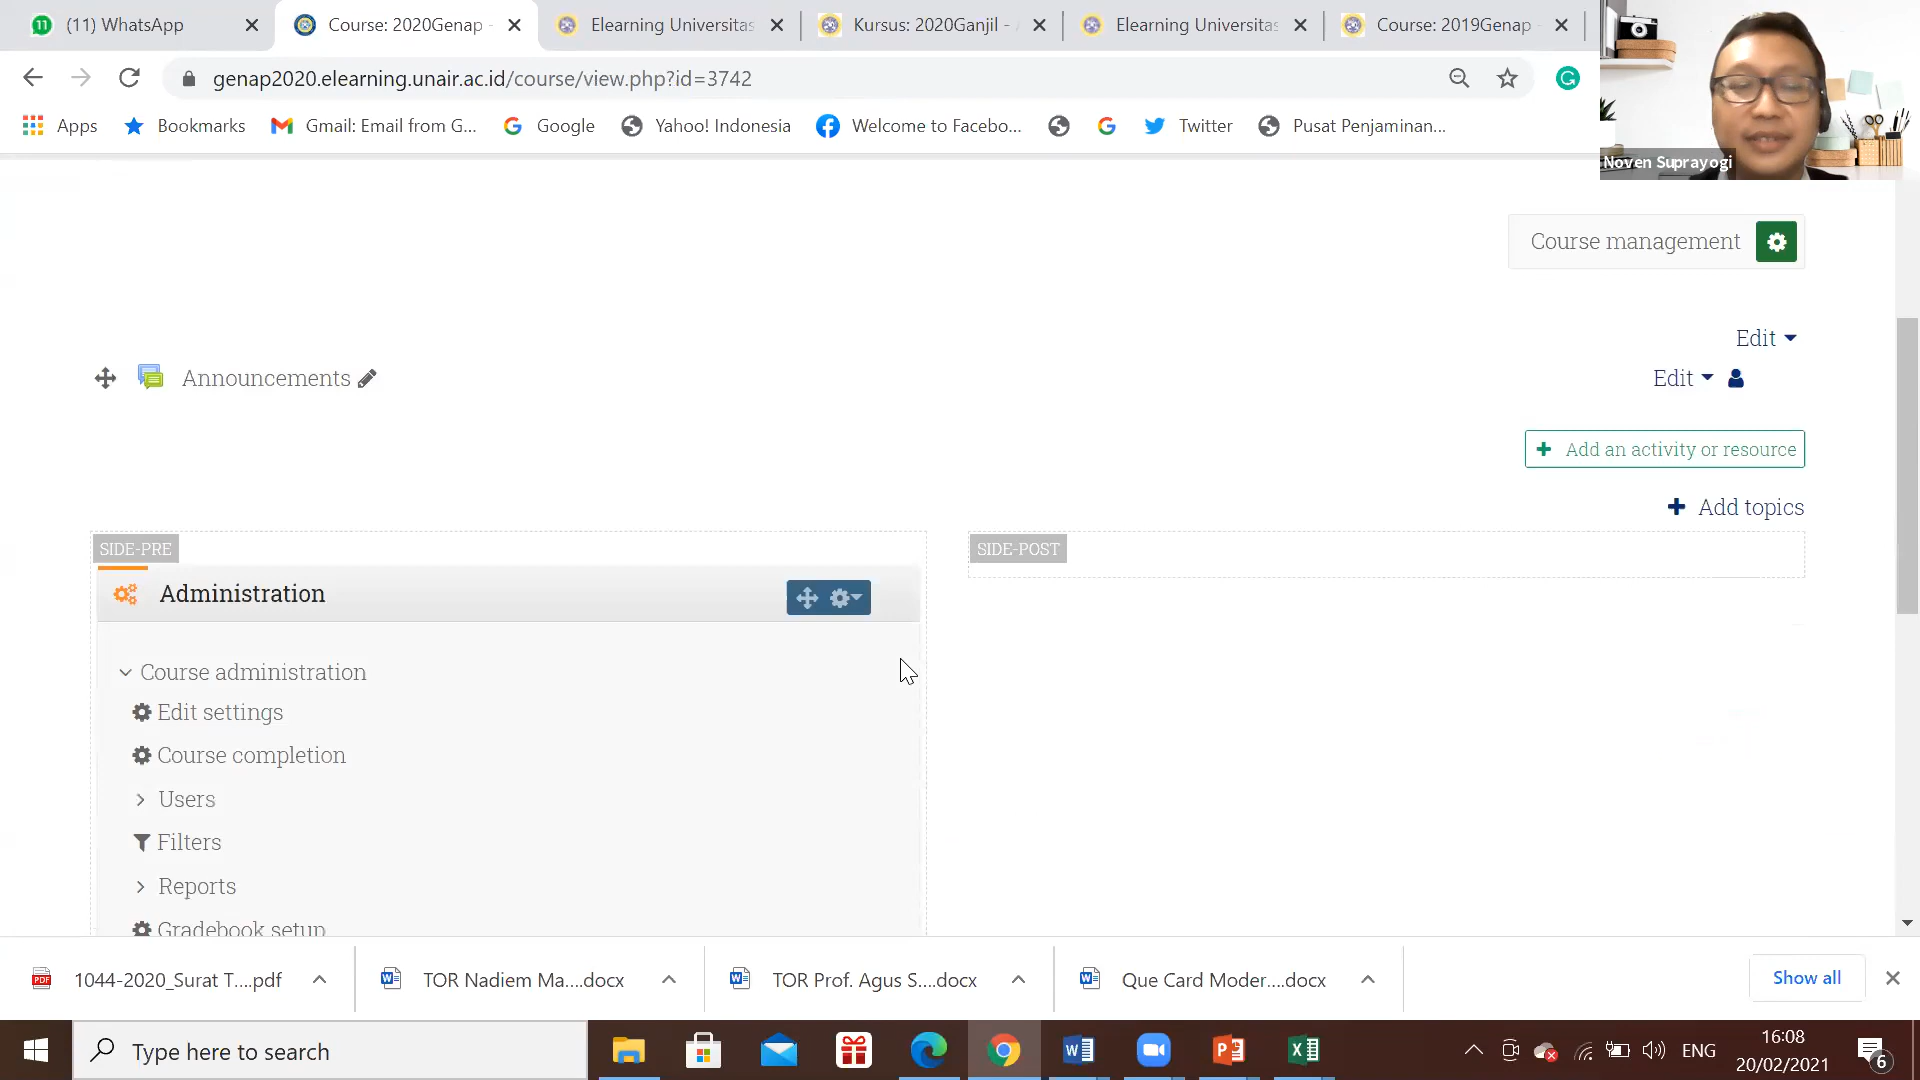 (11) WhatsApp
Course: 2020Genap -
Elearning Universitas
Kursus: 2020Ganjil - A
Elearning Universitas
Course: 2019Genap -
genap2020.elearning.unair.ac.id/course/view.php?id=3742
Apps
Bookmarks
Gmail: Email from G...
Google
Yahoo! Indonesia
Welcome to Facebo...
Twitter
Pusat Penjaminan...
Noven Suprayogi
Course management
Edit
Announcements
Edit
Add an activity or resource
Add topics
SIDE-PRE
SIDE-POST
Administration
Course administration
Edit settings
Course completion
Users
Filters
Reports
Gradebook setup
1044-2020_Surat T....pdf
TOR Nadiem Ma....docx
TOR Prof. Agus S....docx
Que Card Moder....docx
Show all
Type here to search
ENG
16:08
20/02/2021
6